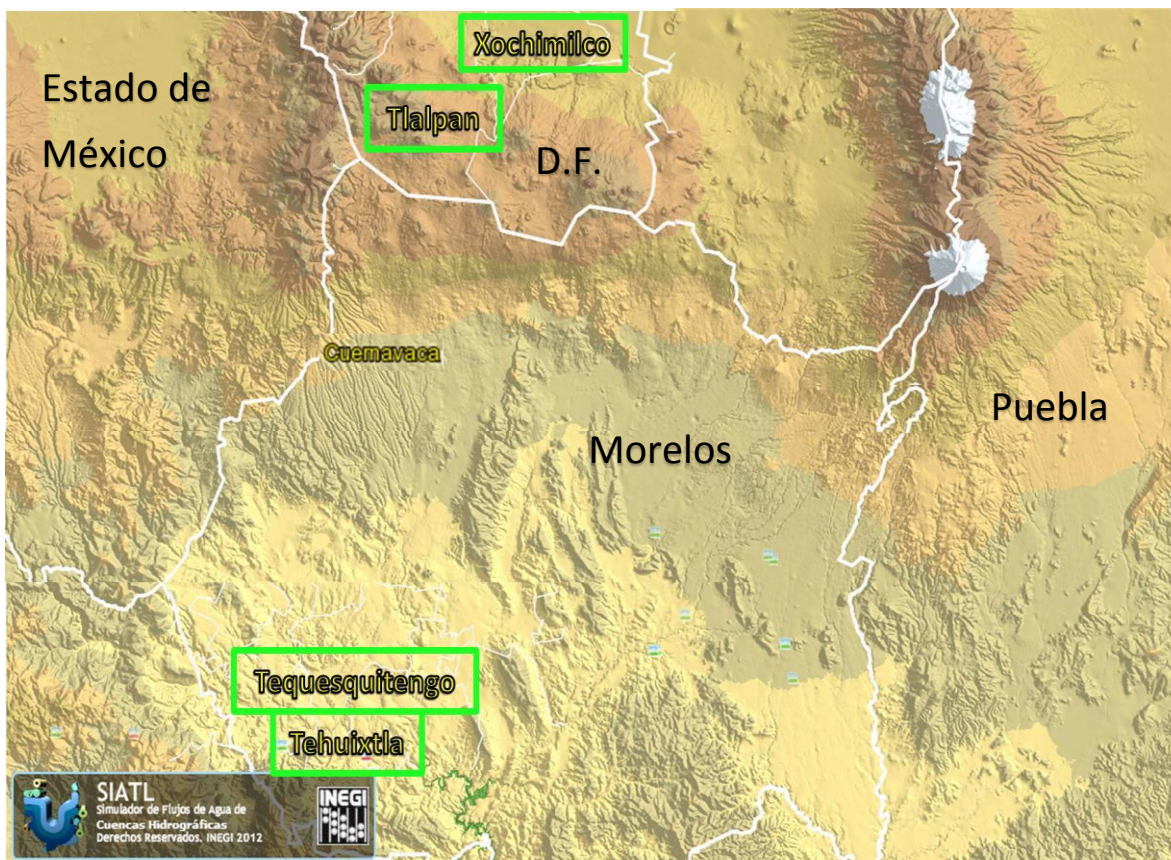 Xochimilco
Estado de
México
Tlalpan
D.F.
Cuernavaca
Puebla
Morelos
Tequesquitengo
Tehuixtla
SIATL
Simulador de Flujos de Agua de
Cuencas Hidrográficas
Derechos Reservados. INEGI 2012
INEGI